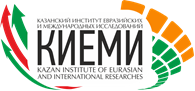 КАЗАНСКИЙ ИНСТИТУТ ЕВРАЗИЙСКИХ
И МЕЖДУНАРОДНЫХ ИССЛЕДОВАНИЙ
КИЕМИ
KAZAN INSTITUTE OF EURASIAN
AND INTERNATIONAL RESEARCHES